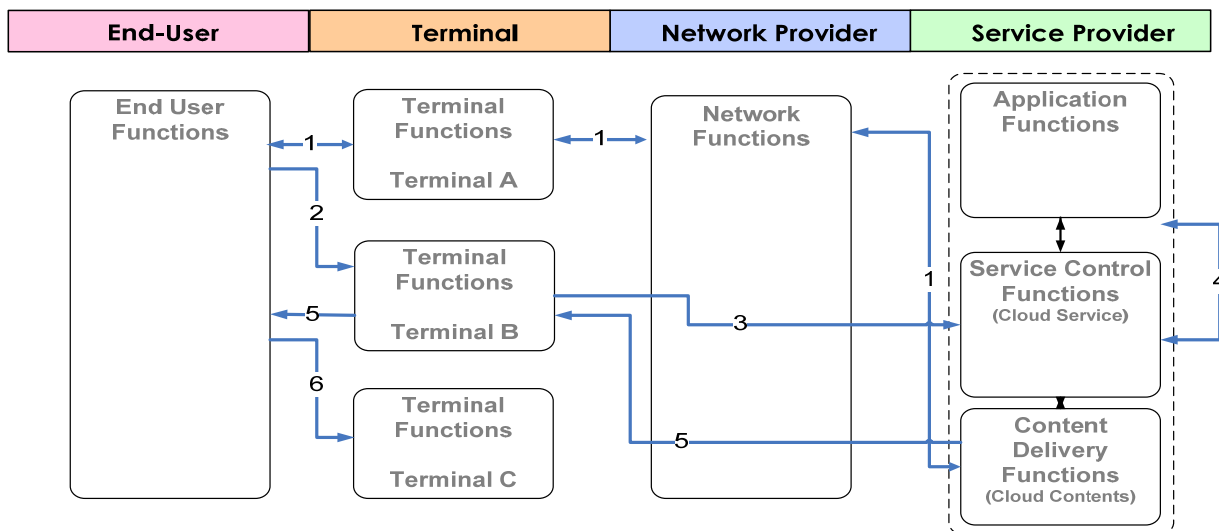 End-User
Terminal
Network Provider
Service Provider
End User
Functions
1
2
5
6
Terminal
Functions
Terminal A
1
Terminal
Functions
Terminal B
Terminal
Functions
Terminal C
Network
Functions
3
5
1
Application
Functions
Service Control
Functions
(Cloud Service)
4
Content
Delivery
Functions
(Cloud Contents)